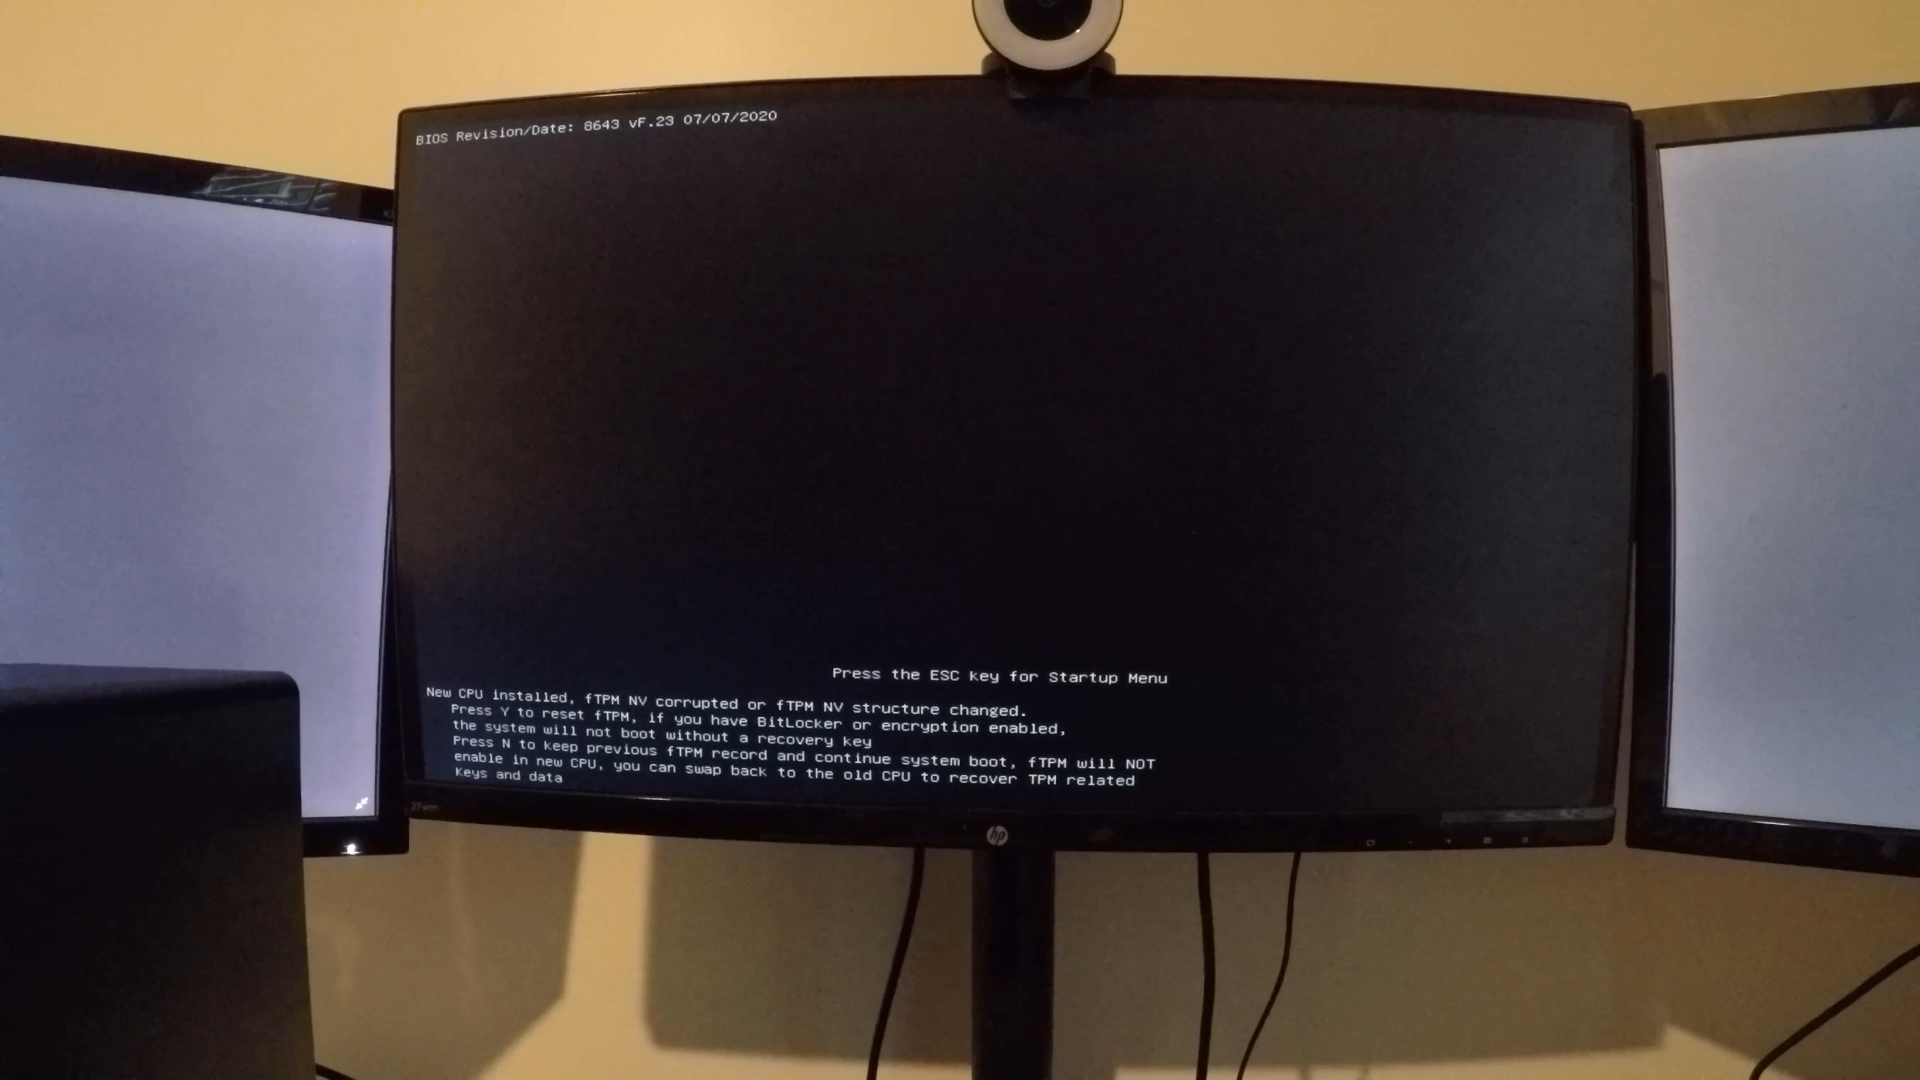 BIOS Revision/Date: 8643 vF.23 07/07/2020
Press the ESC key for Startup Menu
New CPU installed, fTPM NV corrupted or fTPM NV structure changed.
Press Y to reset fTPM, if you have BitLocker or encryption enabled,
the system will not boot without a recovery key
Press N to keep previous fTPM record and continue system boot, fTPM will NOT
enable in new CPU, you can swap back to the old CPU to recover TPM related
Keys and data
27wm
hp